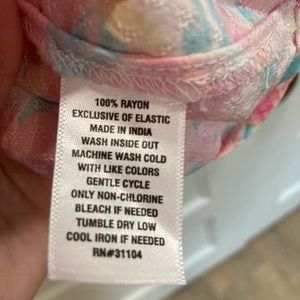 100% RAYON
EXCLUSIVE OF ELASTIC
MADE IN INDIA
WASH INSIDE OUT
MACHINE WASH COLD
WITH LIKE COLORS
GENTLE CYCLE
ONLY NON-CHLORINE
BLEACH IF NEEDED
TUMBLE DRY LOW
COOL IRON IF NEEDED
RN#31104